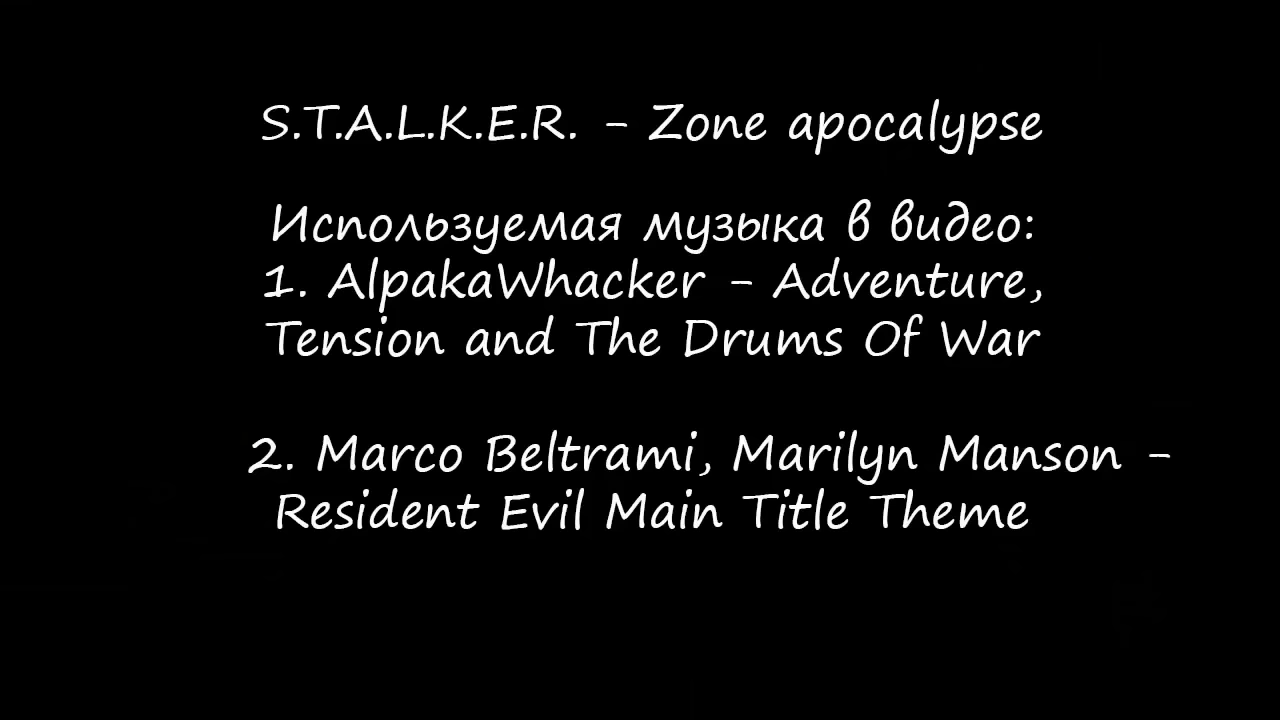 S.T.A.L.K.E.R. - Zone apocalypse
Используемая музыка в видео:
1. AlpakaWhacker - Adventure,
Tension and The Drums Of War
2. Marco Beltrami, Marilyn Manson -
Resident Evil Main Title Theme